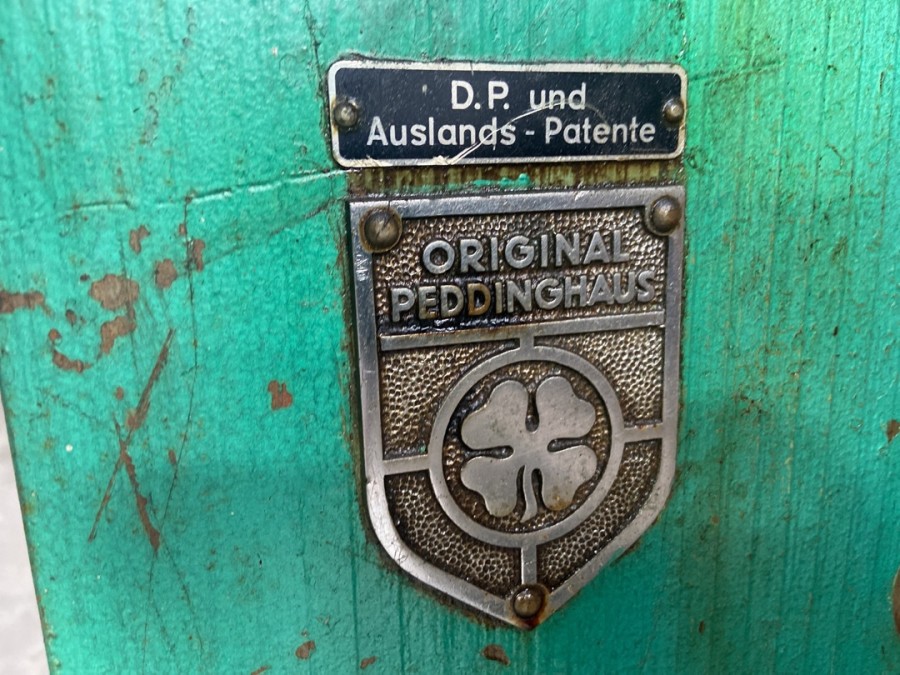 D.P. und
Auslands - Patente
ORIGINAL
PEDDINGHAUS